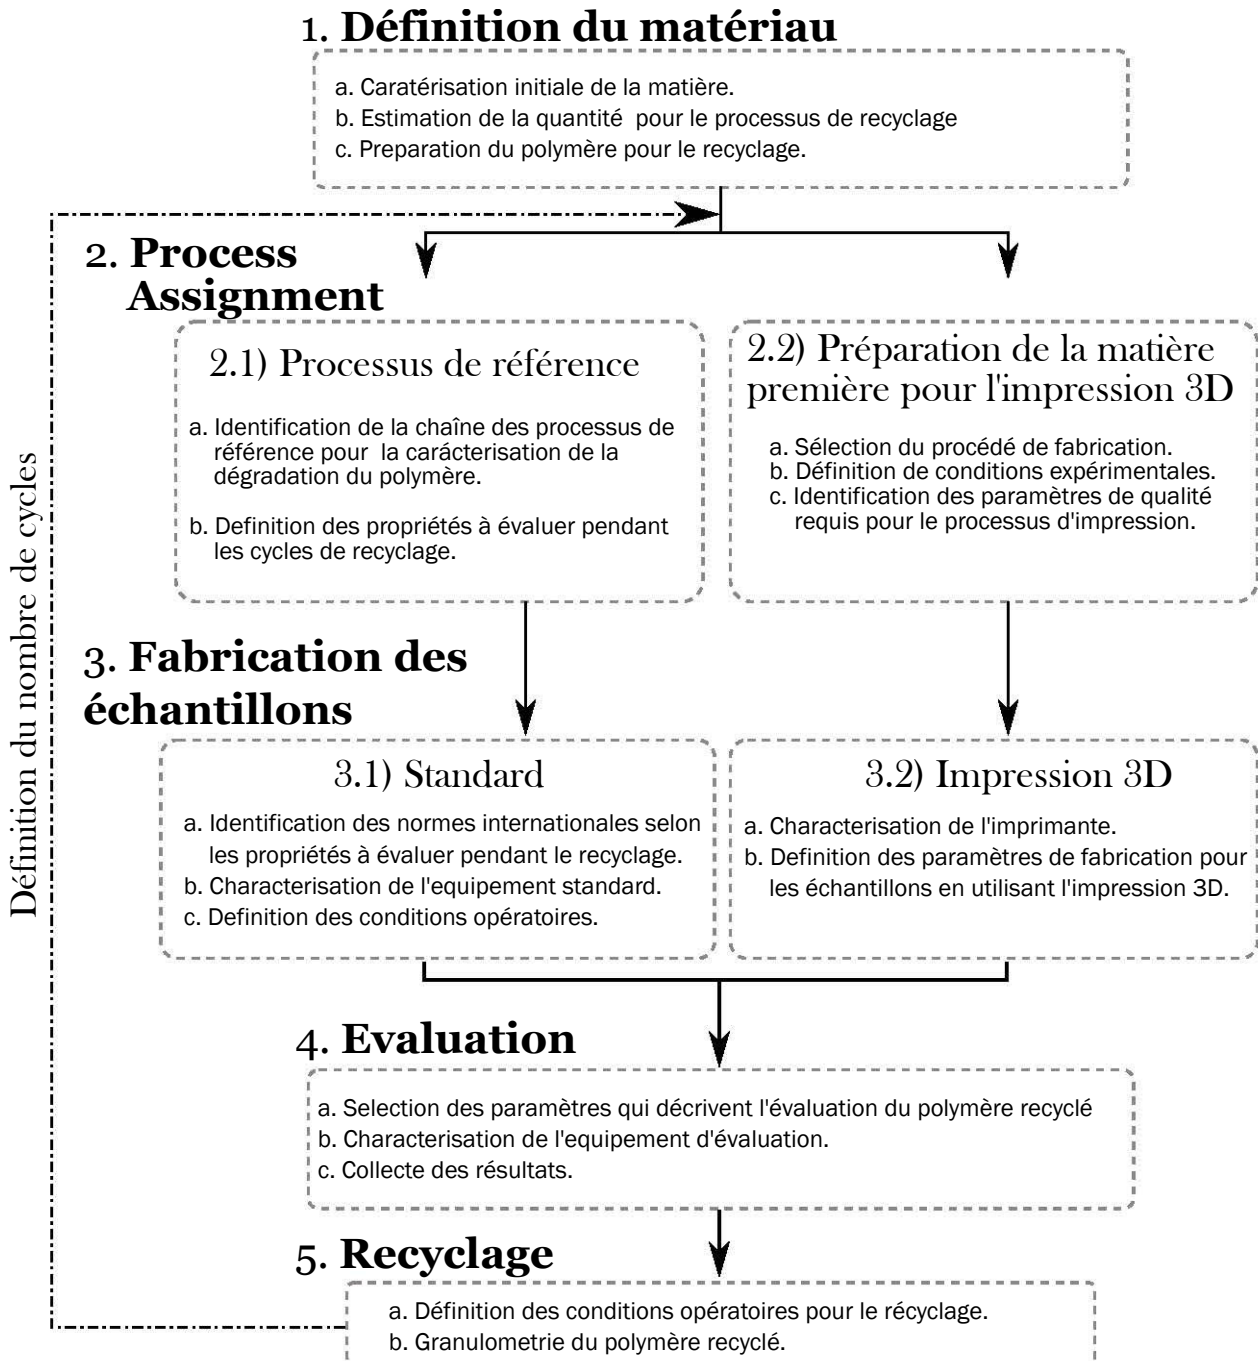 1. Définition du matériau
a. Caratérisation initiale de la matière.
b. Estimation de la quantité pour le processus de recyclage
c. Preparation du polymère pour le recyclage.
2. Process
Assignment
2.1) Processus de référence
a. Identification de la chaîne des processus de
référence pour la carácterisation de la
dégradation du polymère.
b. Definition des propriétés à évaluer pendant
les cycles de recyclage.
2.2) Préparation de la matière
première pour l'impression 3D
a. Sélection du procédé de fabrication.
b. Définition de conditions expérimentales.
c. Identification des paramètres de qualité
requis pour le processus d'impression.
Définition du nombre de cycles
3. Fabrication des
échantillons
3.1) Standard
a. Identification des normes internationales selon
les propriétés à évaluer pendant le recyclage.
b. Characterisation de l'equipement standard.
c. Definition des conditions opératoires.
3.2) Impression 3D
a. Characterisation de l'imprimante.
b. Definition des paramètres de fabrication pour
les échantillons en utilisant l'impression 3D.
4. Evaluation
a. Selection des paramètres qui décrivent l'évaluation du polymère recyclé
b. Characterisation de l'equipement d'évaluation.
c. Collecte des résultats.
5. Recyclage
a. Définition des conditions opératoires pour le récyclage.
b. Granulometrie du polymère recyclé.